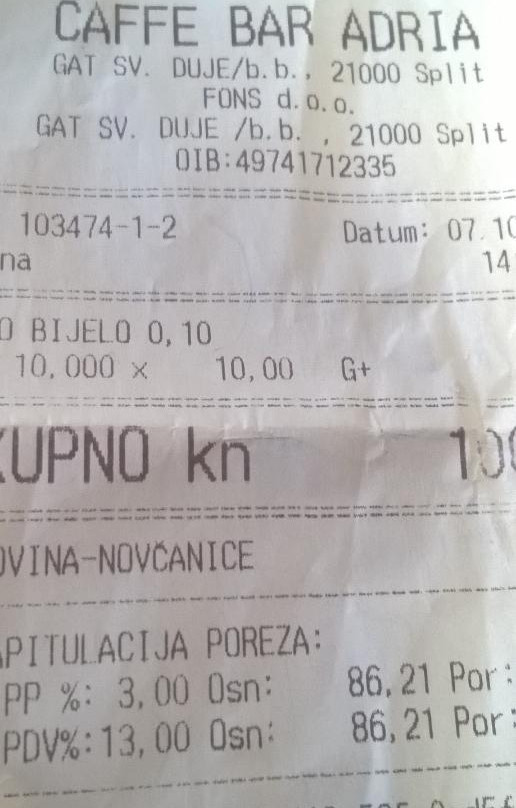 CAFFE BAR ADRIA
GAT SV. DUJE/b.b., 21000 Split
FONS d.o.o.
GAT SV. DUJE /b.b. , 21000 Split
OIB:49741712335
103474-1-2 Datum: 07.10
na 14
O BIJELO 0,10
10,000 x 10,00 G+
KUPNO kn 100
OVINA-NOVČANICE
APITULACIJA POREZA:
PP %: 3,00 Osn: 86,21 Por:
PDV%:13,00 Osn: 86,21 Por: